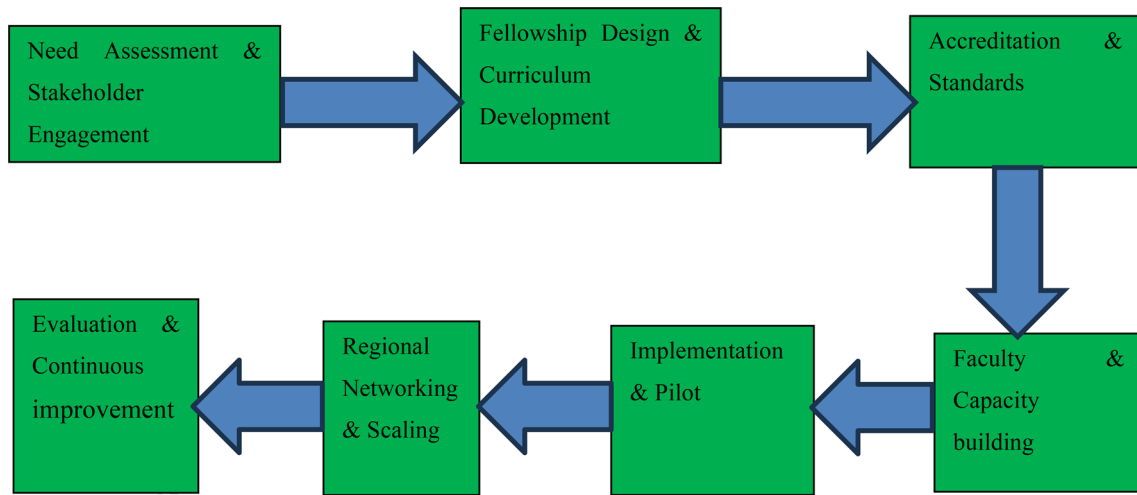 Need Assessment &
Stakeholder
Engagement
Fellowship Design &
Curriculum
Development
Accreditation &
Standards
Faculty &
Capacity
building
Implementation
& Pilot
Regional
Networking
& Scaling
Evaluation &
Continuous
improvement